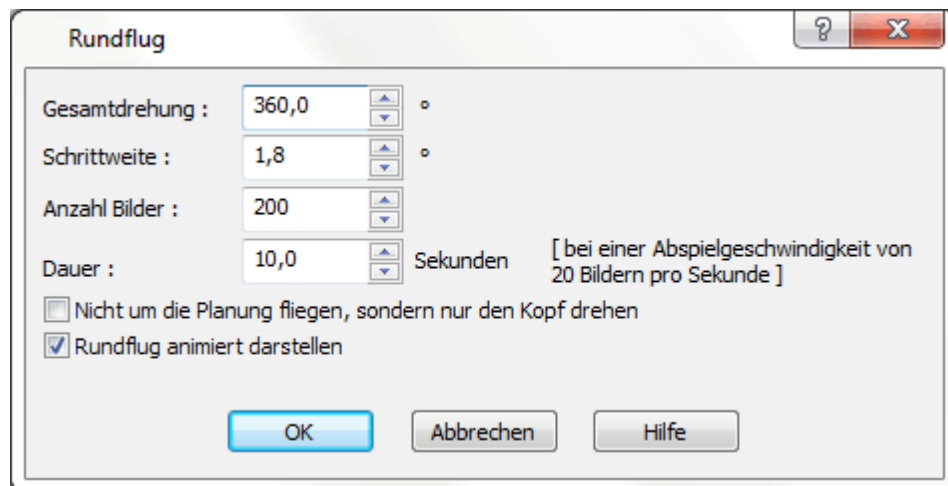 Rundflug
Gesamtdrehung : 360,0 °
Schrittweite : 1,8 °
Anzahl Bilder : 200
Dauer : 10,0 Sekunden [ bei einer Abspielgeschwindigkeit von
20 Bildern pro Sekunde ]
Nicht um die Planung fliegen, sondern nur den Kopf drehen
Rundflug animiert darstellen
OK Abbrechen Hilfe